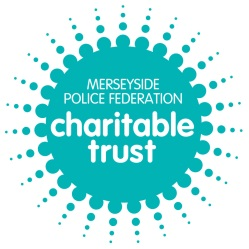 MERSEYSIDE
POLICE FEDERATION
charitable
trust